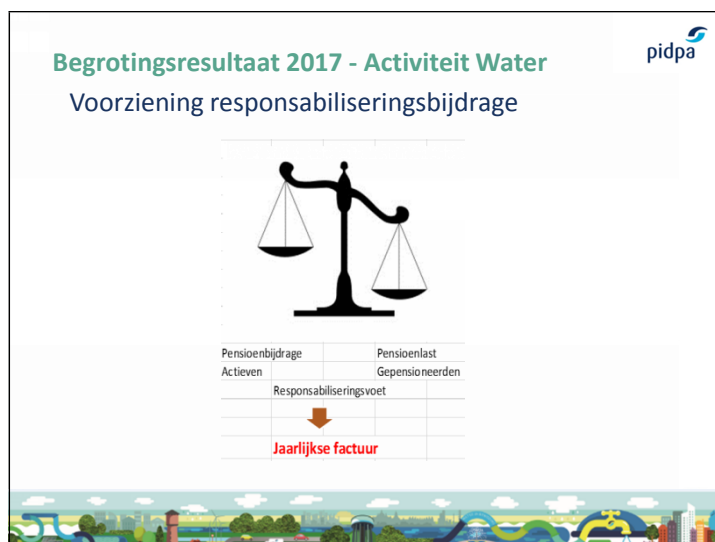 pidpa
Begrotingsresultaat 2017 - Activiteit Water
Voorziening responsabiliseringsbijdrage
Pensioenbijdrage Pensioenlast
Actieven Gepensioneerden
Responsabiliseringsvoet
Jaarlijkse factuur